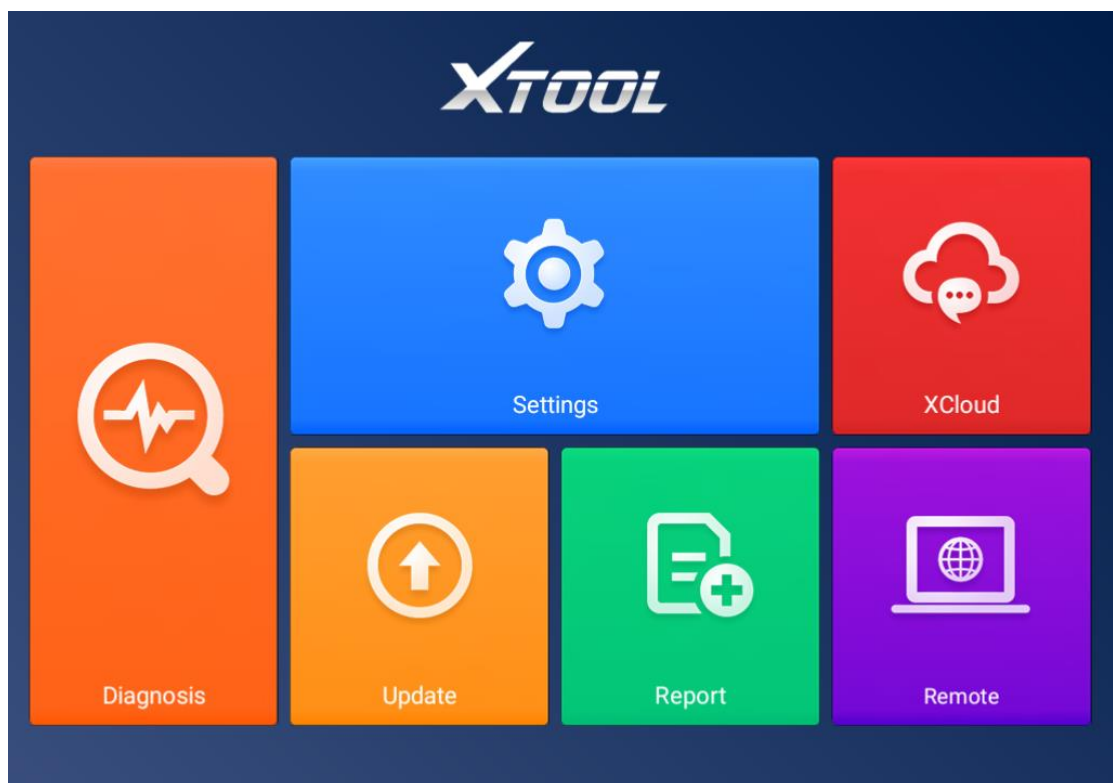 XTOOL
Settings
XCloud
Diagnosis
Update
Report
Remote